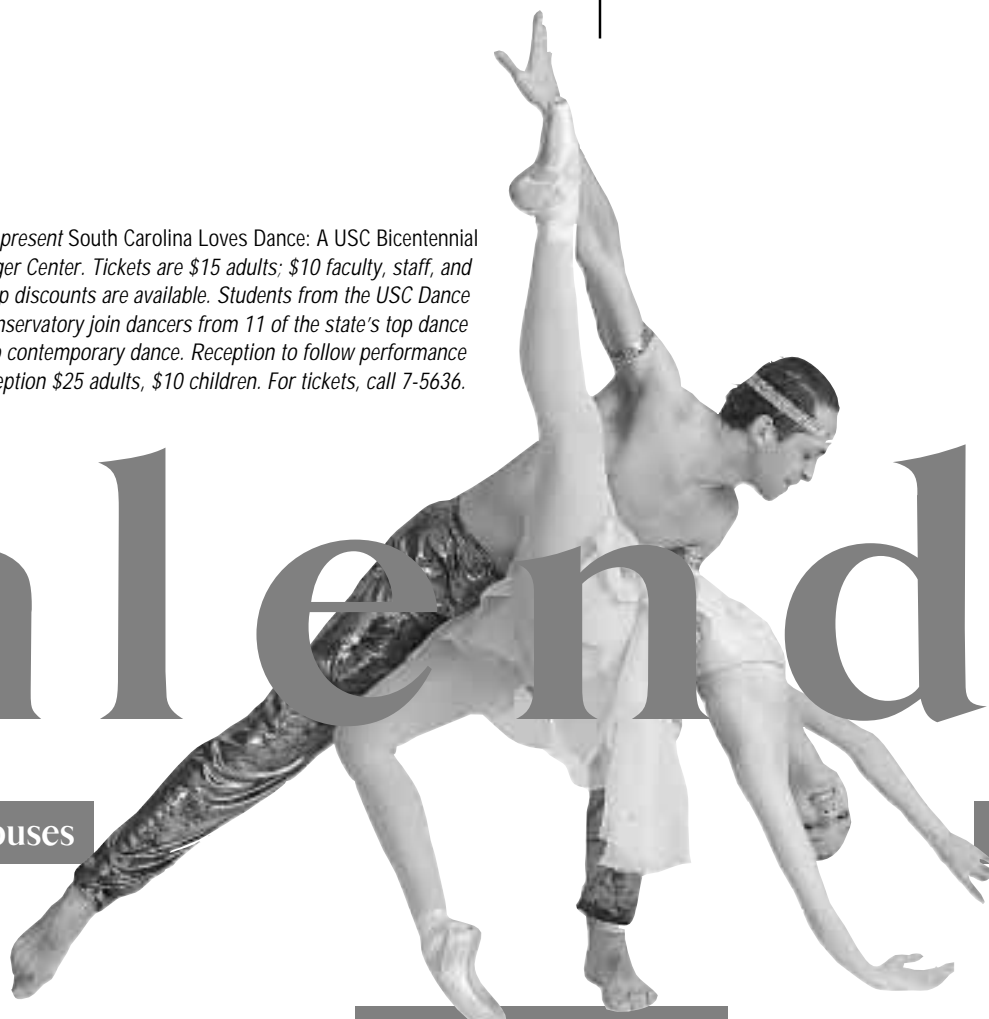 present South Carolina Loves Dance: A USC Bicentennial
ger Center. Tickets are $15 adults; $10 faculty, staff, and
p discounts are available. Students from the USC Dance
nservatory join dancers from 11 of the state's top dance
contemporary dance. Reception to follow performance
eption $25 adults, $10 children. For tickets, call 7-5636.
lend
ouses